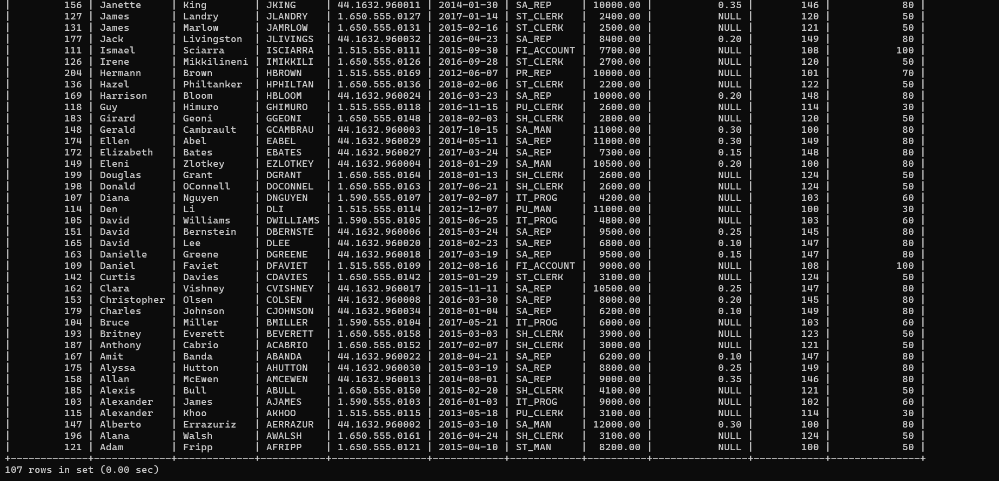 |         156 | Janette     | King        | JKING     | 44.1632.960011 | 2014-01-30 | SA_REP     | 10000.00 |           0.35 |        146 |            80 |
|         127 | James       | Landry      | JLANDRY   | 1.650.555.0127 | 2017-01-14 | ST_CLERK   |  2400.00 |           NULL |        120 |            50 |
|         131 | James       | Marlow      | JAMRLOW   | 1.650.555.0131 | 2015-02-16 | ST_CLERK   |  2500.00 |           NULL |        121 |            50 |
|         177 | Jack        | Livingston  | JLIVINGS  | 44.1632.960032 | 2016-04-23 | SA_REP     |  8400.00 |           0.20 |        149 |            80 |
|         111 | Ismael      | Sciarra     | ISCIARRA  | 1.515.555.0111 | 2015-09-30 | FI_ACCOUNT |  7700.00 |           NULL |        108 |           100 |
|         126 | Irene       | Mikkilineni | IMIKKILI  | 1.650.555.0126 | 2016-09-28 | ST_CLERK   |  2700.00 |           NULL |        120 |            50 |
|         204 | Hermann     | Brown       | HBROWN    | 1.515.555.0169 | 2012-06-07 | PR_REP     | 10000.00 |           NULL |        101 |            70 |
|         136 | Hazel       | Philtanker  | HPHILTAN  | 1.650.555.0136 | 2018-02-06 | ST_CLERK   |  2200.00 |           NULL |        122 |            50 |
|         169 | Harrison    | Bloom       | HBLOOM    | 44.1632.960024 | 2016-03-23 | SA_REP     | 10000.00 |           0.20 |        148 |            80 |
|         118 | Guy         | Himuro      | GHIMURO   | 1.515.555.0118 | 2016-11-15 | PU_CLERK   |  2600.00 |           NULL |        114 |            30 |
|         183 | Girard      | Geoni       | GGEONI    | 1.650.555.0148 | 2018-02-03 | SH_CLERK   |  2800.00 |           NULL |        120 |            50 |
|         148 | Gerald      | Cambrault   | GCAMBRAU  | 44.1632.960003 | 2017-10-15 | SA_MAN     | 11000.00 |           0.30 |        100 |            80 |
|         174 | Ellen       | Abel        | EABEL     | 44.1632.960029 | 2014-05-11 | SA_REP     | 11000.00 |           0.30 |        149 |            80 |
|         172 | Elizabeth   | Bates       | EBATES    | 44.1632.960027 | 2017-03-24 | SA_REP     |  7300.00 |           0.15 |        148 |            80 |
|         149 | Eleni       | Zlotkey     | EZLOTKEY  | 44.1632.960004 | 2018-01-29 | SA_MAN     | 10500.00 |           0.20 |        100 |            80 |
|         199 | Douglas     | Grant       | DGRANT    | 1.650.555.0164 | 2018-01-13 | SH_CLERK   |  2600.00 |           NULL |        124 |            50 |
|         198 | Donald      | OConnell    | DOCONNEL  | 1.650.555.0163 | 2017-06-21 | SH_CLERK   |  2600.00 |           NULL |        124 |            50 |
|         107 | Diana       | Nguyen      | DNGUYEN   | 1.590.555.0107 | 2017-02-07 | IT_PROG    |  4200.00 |           NULL |        103 |            60 |
|         114 | Den         | Li          | DLI       | 1.515.555.0114 | 2012-12-07 | PU_MAN     | 11000.00 |           NULL |        100 |            30 |
|         105 | David       | Williams    | DWILLIAMS | 1.590.555.0105 | 2015-06-25 | IT_PROG    |  4800.00 |           NULL |        103 |            60 |
|         151 | David       | Bernstein   | DBERNSTE  | 44.1632.960006 | 2015-03-24 | SA_REP     |  9500.00 |           0.25 |        145 |            80 |
|         165 | David       | Lee         | DLEE      | 44.1632.960020 | 2018-02-23 | SA_REP     |  6800.00 |           0.10 |        147 |            80 |
|         163 | Danielle    | Greene      | DGREENE   | 44.1632.960018 | 2017-03-19 | SA_REP     |  9500.00 |           0.15 |        147 |            80 |
|         109 | Daniel      | Faviet      | DFAVIET   | 1.515.555.0109 | 2012-08-16 | FI_ACCOUNT |  9000.00 |           NULL |        108 |           100 |
|         142 | Curtis      | Davies      | CDAVIES   | 1.650.555.0142 | 2015-01-29 | ST_CLERK   |  3100.00 |           NULL |        124 |            50 |
|         162 | Clara       | Vishney     | CVISHNEY  | 44.1632.960017 | 2015-11-11 | SA_REP     | 10500.00 |           0.25 |        147 |            80 |
|         153 | Christopher | Olsen       | COLSEN    | 44.1632.960008 | 2016-03-30 | SA_REP     |  8000.00 |           0.20 |        145 |            80 |
|         179 | Charles     | Johnson     | CJOHNSON  | 44.1632.960034 | 2018-01-04 | SA_REP     |  6200.00 |           0.10 |        149 |            80 |
|         104 | Bruce       | Miller      | BMILLER   | 1.590.555.0104 | 2017-05-21 | IT_PROG    |  6000.00 |           NULL |        103 |            60 |
|         193 | Britney     | Everett     | BEVERETT  | 1.650.555.0158 | 2015-03-03 | SH_CLERK   |  3900.00 |           NULL |        123 |            50 |
|         187 | Anthony     | Cabrio      | ACABRIO   | 1.650.555.0152 | 2017-02-07 | SH_CLERK   |  3000.00 |           NULL |        121 |            50 |
|         167 | Amit        | Banda       | ABANDA    | 44.1632.960022 | 2018-04-21 | SA_REP     |  6200.00 |           0.10 |        147 |            80 |
|         175 | Alyssa      | Hutton      | AHUTTON   | 44.1632.960030 | 2015-03-19 | SA_REP     |  8800.00 |           0.25 |        149 |            80 |
|         158 | Allan       | McEwen      | AMCEWEN   | 44.1632.960013 | 2014-08-01 | SA_REP     |  9000.00 |           0.35 |        146 |            80 |
|         185 | Alexis      | Bull        | ABULL     | 1.650.555.0150 | 2015-02-20 | SH_CLERK   |  4100.00 |           NULL |        121 |            50 |
|         103 | Alexander   | James       | AJAMES    | 1.590.555.0103 | 2016-01-03 | IT_PROG    |  9000.00 |           NULL |        102 |            60 |
|         115 | Alexander   | Khoo        | AKHOO     | 1.515.555.0115 | 2013-05-18 | PU_CLERK   |  3100.00 |           NULL |        114 |            30 |
|         147 | Alberto     | Errazuriz   | AERRAZUR  | 44.1632.960002 | 2015-03-10 | SA_MAN     | 12000.00 |           0.30 |        100 |            80 |
|         196 | Alana       | Walsh       | AWALSH    | 1.650.555.0161 | 2016-04-24 | SH_CLERK   |  3100.00 |           NULL |        124 |            50 |
|         121 | Adam        | Fripp       | AFRIPP    | 1.650.555.0121 | 2015-04-10 | ST_MAN     |  8200.00 |           NULL |        100 |            50 |
+-------------+-------------+-------------+-----------+----------------+------------+------------+----------+----------------+------------+---------------+
107 rows in set (0.00 sec)